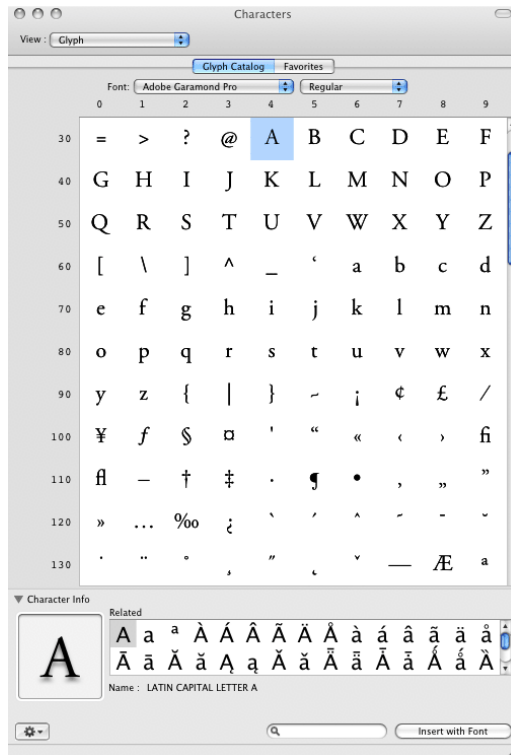 Characters
View : Glyph
Glyph Catalog Favorites
Font: Adobe Garamond Pro Regular
0 1 2 3 4 5 6 7 8 9
30 = > ? @ A B C D E F
40 G H I J K L M N O P
50 Q R S T U V W X Y Z
60 [ \ ] ^ _ ‘ a b c d
70 e f g h i j k l m n
80 o p q r s t u v w x
90 y z { | } ~ ¡ ¢ £ ⁄
100 ¥ ƒ § ¤ ' “ « ‹ › fi
110 fl – † ‡ · ¶ • ‚ „ ”
120 » … ‰ ¿ ` ´ ˆ ˜ ¯ ˘
130 ˙ ¨ ° ¸ ˝ ˛ ˇ — Æ ª
Character Info
Related
A
A a ª À Á Â Ã Ä Å à á â ã ä å
Ā ā Ă ă Ą ą Ǎ ǎ Ǟ ǟ Ǡ ǡ Ǻ ǻ Ȁ
Name : LATIN CAPITAL LETTER A
Insert with Font